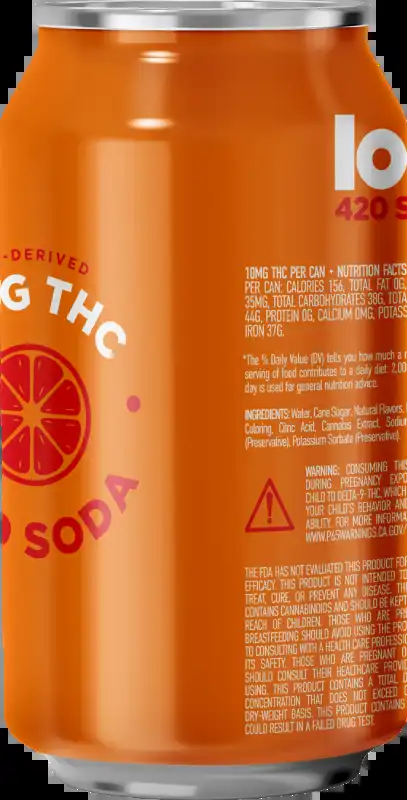 -DERIVED
G THC
SODA
lo
420 S
10MG THC PER CAN • NUTRITION FACTS
PER CAN: CALORIES 156, TOTAL FAT 0G,
35MG, TOTAL CARBOHYDRATES 38G, TOTA
44G, PROTEIN 0G, CALCIUM 0MG, POTASS
IRON 37G.
*The % Daily Value (DV) tells you how much a n
serving of food contributes to a daily diet. 2,00
day is used for general nutrition advice.
INGREDIENTS: Water, Cane Sugar, Natural Flavors,
Coloring, Citric Acid, Cannabis Extract, Sodium
(Preservative), Potassium Sorbate (Preservative).
WARNING: CONSUMING THIS
DURING PREGNANCY EXPO
CHILD TO DELTA-9-THC, WHICH
YOUR CHILD'S BEHAVIOR AND
ABILITY. FOR MORE INFORMA
WWW.P65WARNINGS.CA.GOV/
THE FDA HAS NOT EVALUATED THIS PRODUCT FOR
EFFICACY. THIS PRODUCT IS NOT INTENDED TO
TREAT, CURE, OR PREVENT ANY DISEASE. THI
CONTAINS CANNABINOIDS AND SHOULD BE KEPT
REACH OF CHILDREN. THOSE WHO ARE PRE
BREASTFEEDING SHOULD AVOID USING THE PRO
TO CONSULTING WITH A HEALTH CARE PROFESSIO
ITS SAFETY. THOSE WHO ARE PREGNANT O
SHOULD CONSULT THEIR HEALTHCARE PROVID
USING. THIS PRODUCT CONTAINS A TOTAL D
CONCENTRATION THAT DOES NOT EXCEED 0
DRY-WEIGHT BASIS. THIS PRODUCT CONTAINS
COULD RESULT IN A FAILED DRUG TEST.